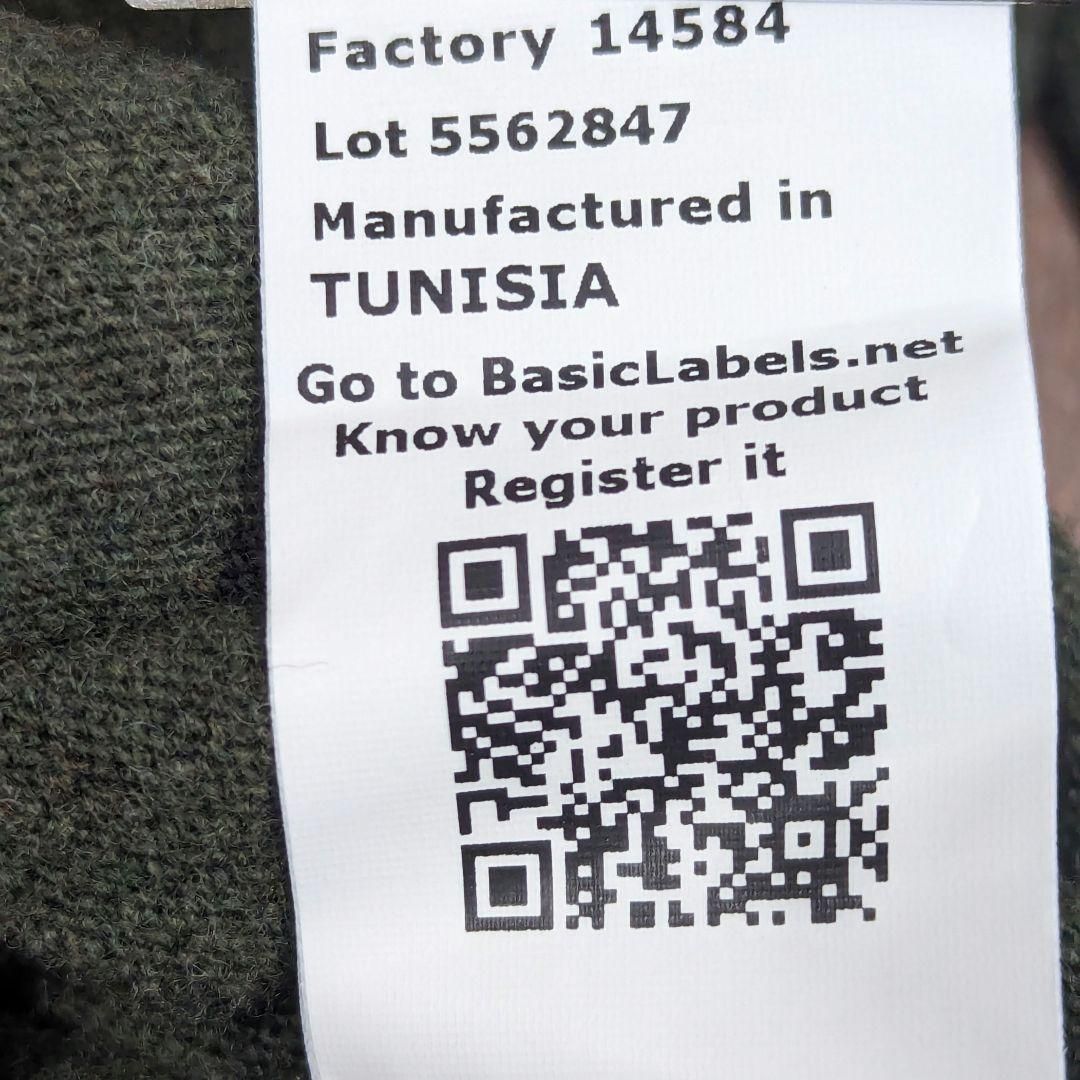 Factory 14584
Lot 5562847
Manufactured in
TUNISIA
Go to BasicLabels.net
Know your product
Register it